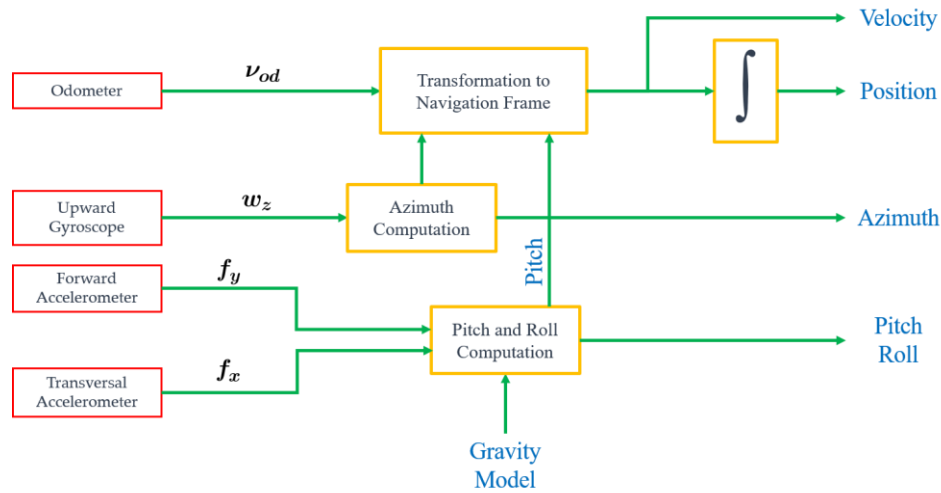 Velocity
Odometer
ν_od
Transformation to
Navigation Frame
∫
Position
Upward
Gyroscope
w_z
Azimuth
Computation
Azimuth
Pitch
Forward
Accelerometer
f_y
Pitch and Roll
Computation
Pitch
Roll
Transversal
Accelerometer
f_x
Gravity
Model